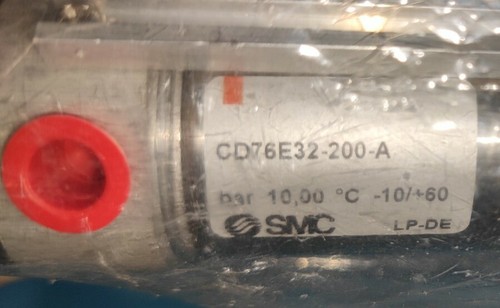 CD76E32-200-A
bar 10,00 °C -10/+60
SMC LP-DE